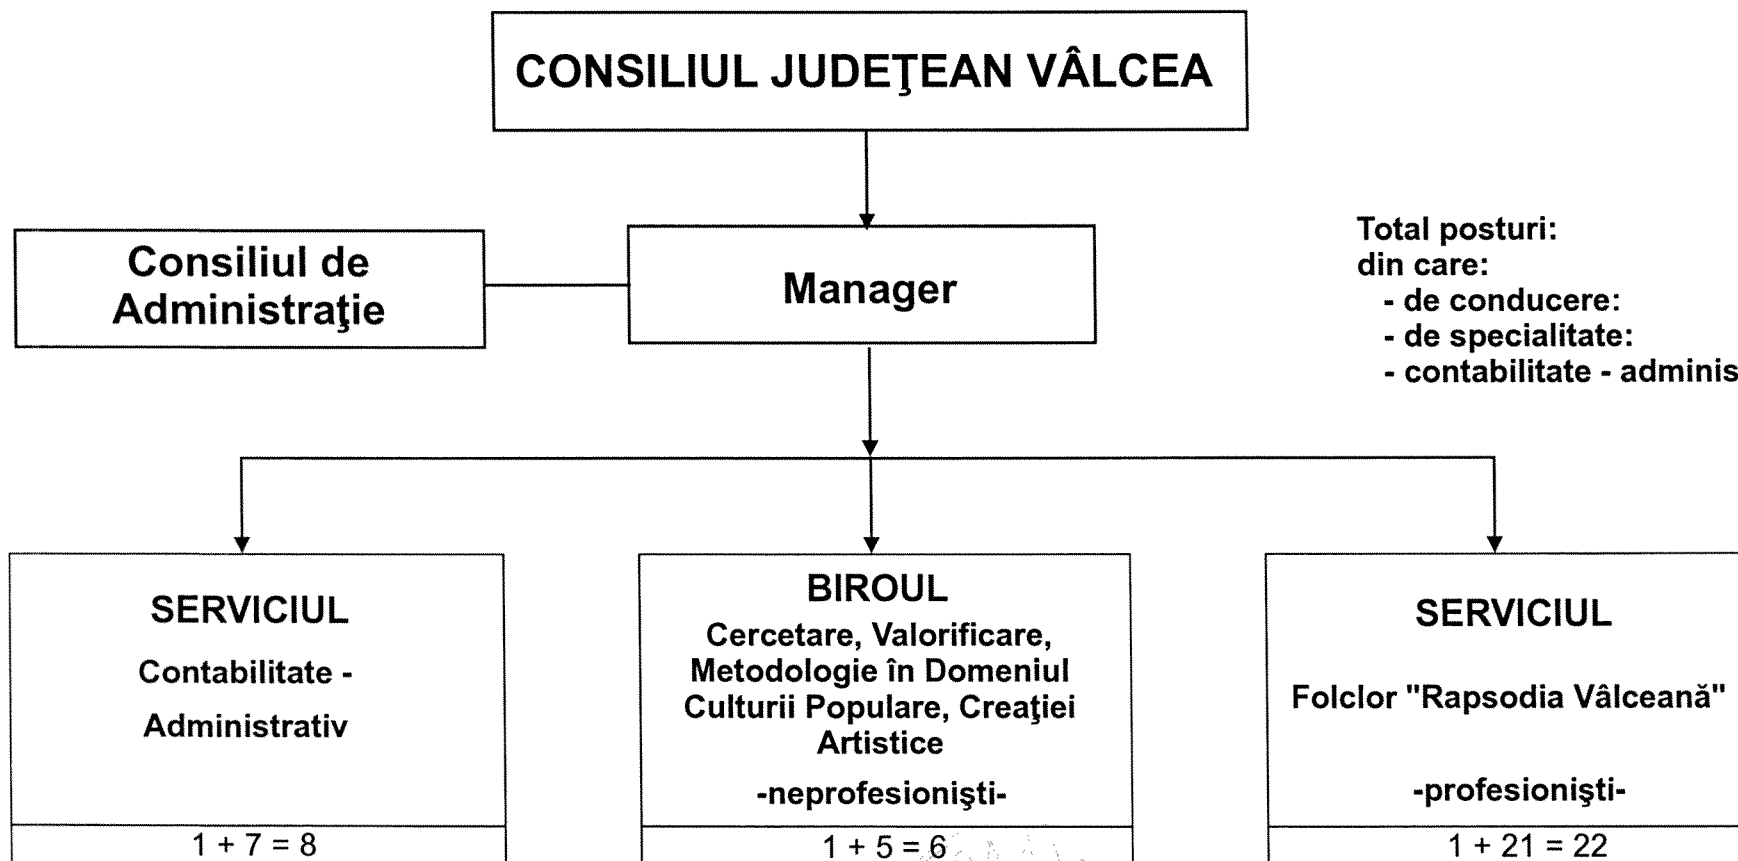 CONSILIUL JUDEŢEAN VÂLCEA
Consiliul de
Administraţie
Manager
Total posturi:
din care:
- de conducere:
- de specialitate:
- contabilitate - adminis
SERVICIUL
Contabilitate -
Administrativ
1 + 7 = 8
BIROUL
Cercetare, Valorificare,
Metodologie în Domeniul
Culturii Populare, Creaţiei
Artistice
-neprofesionişti-
1 + 5 = 6
SERVICIUL
Folclor "Rapsodia Vâlceană"
-profesionişti-
1 + 21 = 22